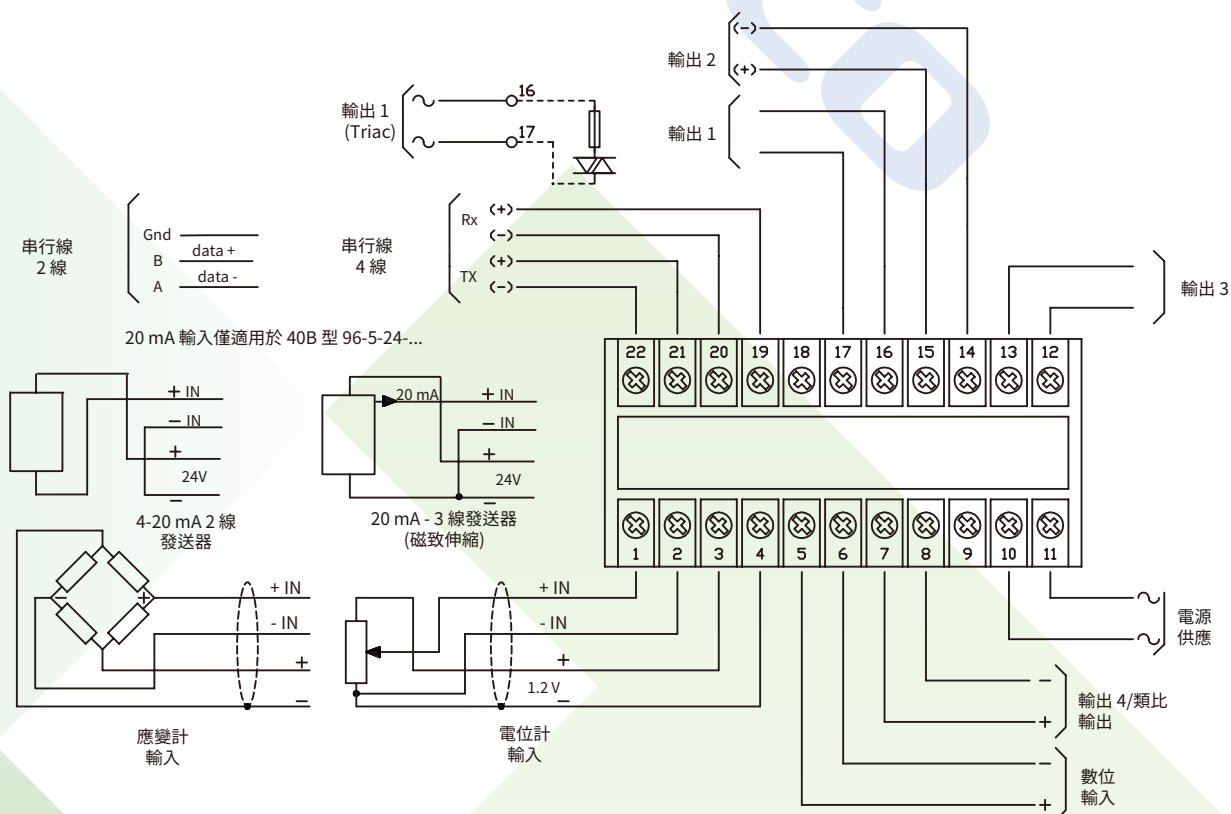 輸出 2
(-)
(+)
輸出 1
輸出 1
(Triac)
16
17
串行線
2 線
Gnd
B
A
data +
data -
串行線
4 線
Rx
TX
(+)
(-)
(+)
(-)
輸出 3
20 mA 輸入僅適用於 40B 型 96-5-24-...
22 21 20 19 18 17 16 15 14 13 12
+ IN
- IN
+
24V
-
4-20 mA 2 線
發送器
20 mA
+ IN
- IN
+
24V
-
20 mA - 3 線發送器
(磁致伸縮)
1 2 3 4 5 6 7 8 9 10 11
-
+
+ IN
- IN
+
-
應變計
輸入
+ IN
- IN
+
1.2 V
-
電位計
輸入
電源
供應
-
+
輸出 4/類比
輸出
-
+
數位
輸入